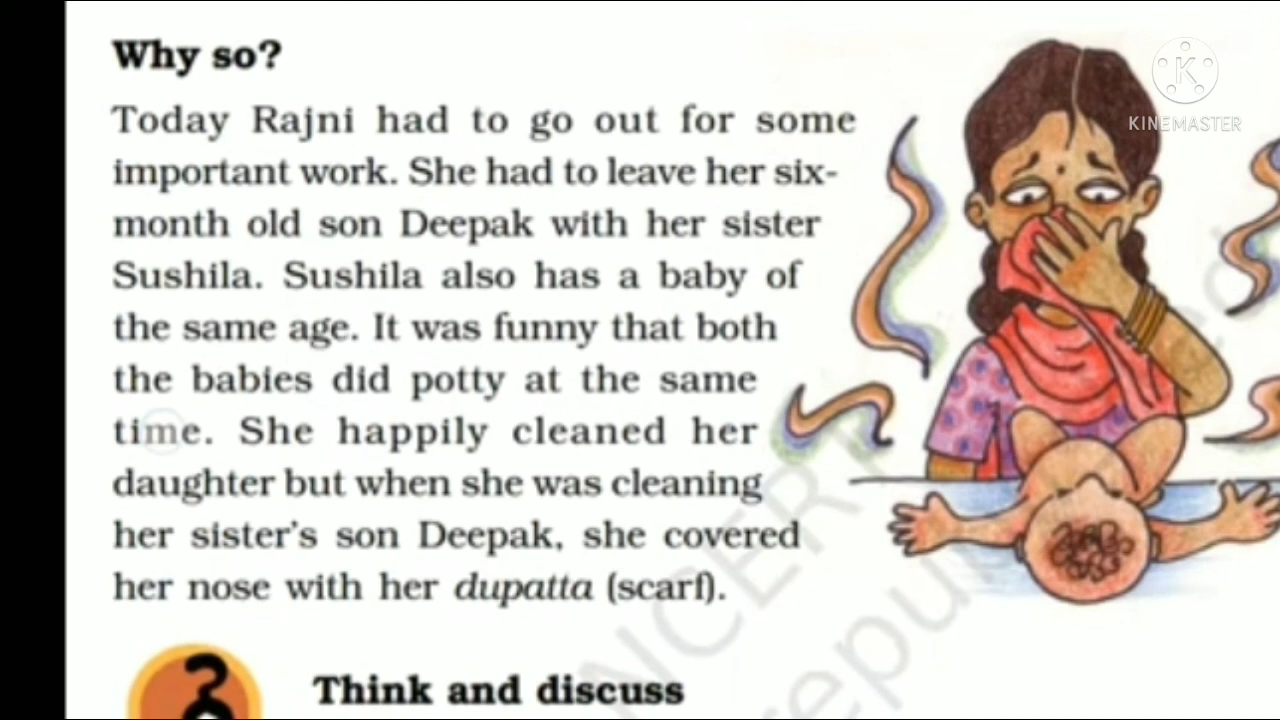 Why so?
KINEMASTER
Today Rajni had to go out for some
important work. She had to leave her six-
month old son Deepak with her sister
Sushila. Sushila also has a baby of
the same age. It was funny that both
the babies did potty at the same
time. She happily cleaned her
daughter but when she was cleaning
her sister's son Deepak, she covered
her nose with her dupatta (scarf).
Think and discuss